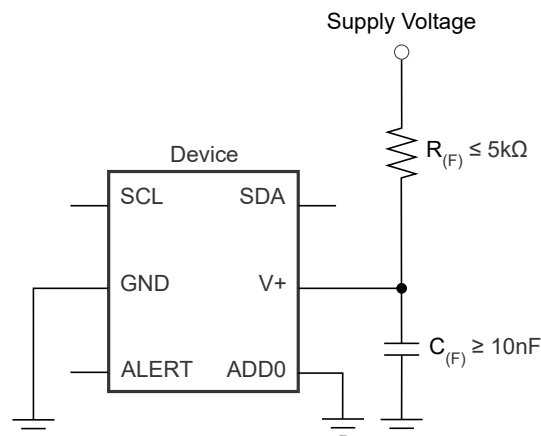 Supply Voltage
R(F) ≤ 5kΩ
Device
SCL SDA
GND V+
C(F) ≥ 10nF
ALERT ADD0